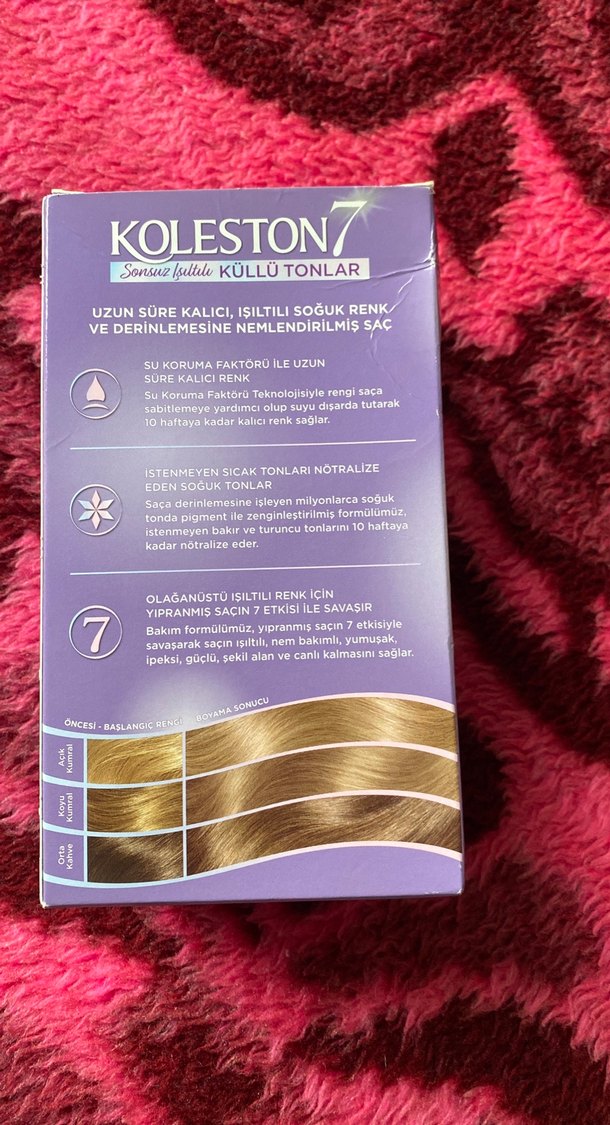 KOLESTON 7
Sonsuz Işıltılı KÜLLÜ TONLAR
UZUN SÜRE KALICI, IŞILTILI SOĞUK RENK
VE DERİNLEMESİNE NEMLENDİRİLMİŞ SAÇ
SU KORUMA FAKTÖRÜ İLE UZUN
SÜRE KALICI RENK
Su Koruma Faktörü Teknolojisiyle rengi saça
sabitlemeye yardımcı olup suyu dışarda tutarak
10 haftaya kadar kalıcı renk sağlar.
İSTENMEYEN SICAK TONLARI NÖTRALİZE
EDEN SOĞUK TONLAR
Saça derinlemesine işleyen milyonlarca soğuk
tonda pigment ile zenginleştirilmiş formülümüz,
istenmeyen bakır ve turuncu tonlarını 10 haftaya
kadar nötralize eder.
7
OLAĞANÜSTÜ IŞILTILI RENK İÇİN
YIPRANMIŞ SAÇIN 7 ETKİSİ İLE SAVAŞIR
Bakım formülümüz, yıpranmış saçın 7 etkisiyle
savaşarak saçın ışıltılı, nem bakımlı, yumuşak,
ipeksi, güçlü, şekil alan ve canlı kalmasını sağlar.
ÖNCESİ - BAŞLANGIÇ RENGİ
BOYAMA SONUCU
Açık
Kumral
Koyu
Kumral
Orta
Kahve